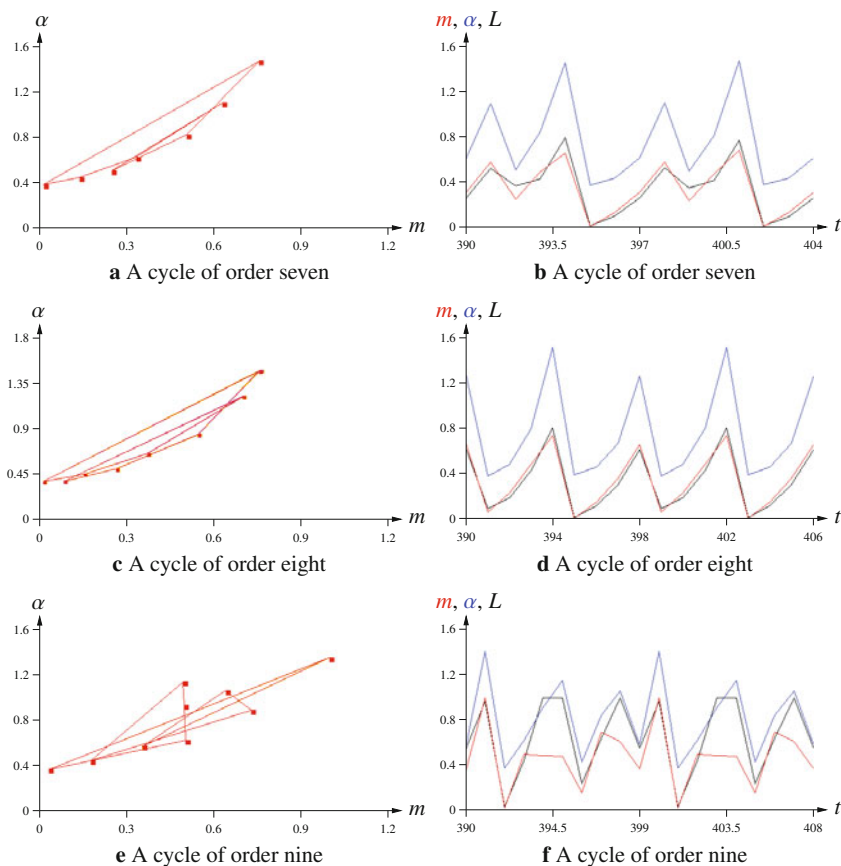 α
m, α, L
1.6
1.2
0.8
0.4
0
0 0.3 0.6 0.9 1.2 m
a A cycle of order seven
1.6
1.2
0.8
0.4
0
390 393.5 397 400.5 404 t
b A cycle of order seven
α
m, α, L
1.8
1.35
0.9
0.45
0
0 0.3 0.6 0.9 1.2 m
c A cycle of order eight
1.6
1.2
0.8
0.4
0
390 394 398 402 406 t
d A cycle of order eight
α
m, α, L
1.6
1.2
0.8
0.4
0
0 0.3 0.6 0.9 1.2 m
e A cycle of order nine
1.6
1.2
0.8
0.4
0
390 394.5 399 403.5 408 t
f A cycle of order nine